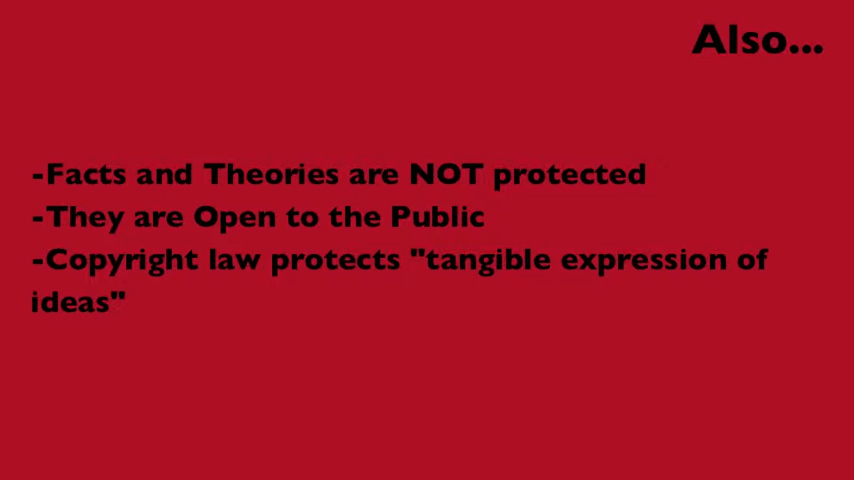 Also...
-Facts and Theories are NOT protected
-They are Open to the Public
-Copyright law protects "tangible expression of
ideas"